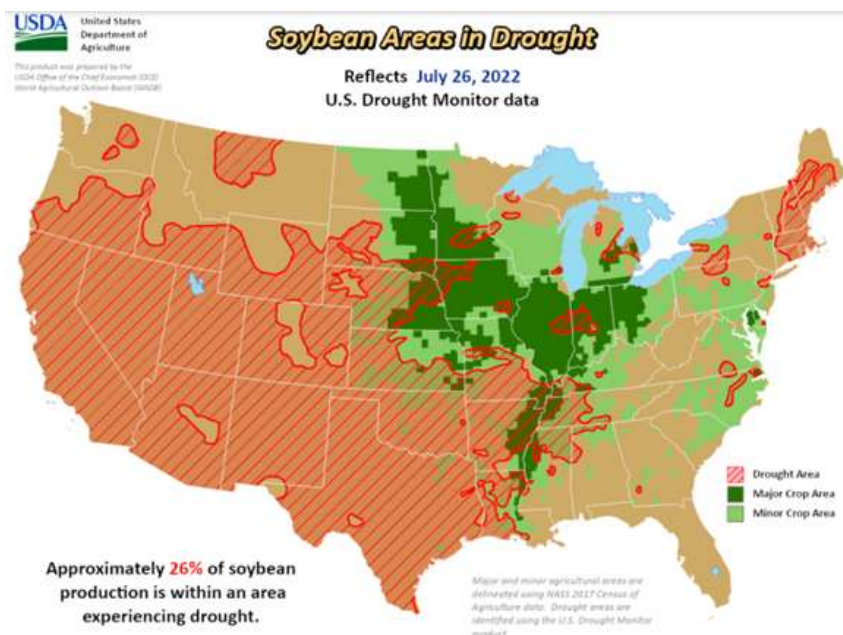 USDA
United States
Department of
Agriculture
This product was prepared by the
USDA Office of the Chief Economist (OCE)
World Agricultural Outlook Board (WAOB)
Soybean Areas in Drought
Reflects July 26, 2022
U.S. Drought Monitor data
Drought Area
Major Crop Area
Minor Crop Area
Approximately 26% of soybean
production is within an area
experiencing drought.
Major and minor agricultural areas are
delineated using NASS 2017 Census of
Agriculture data. Drought areas are
identified using the U.S. Drought Monitor
product.